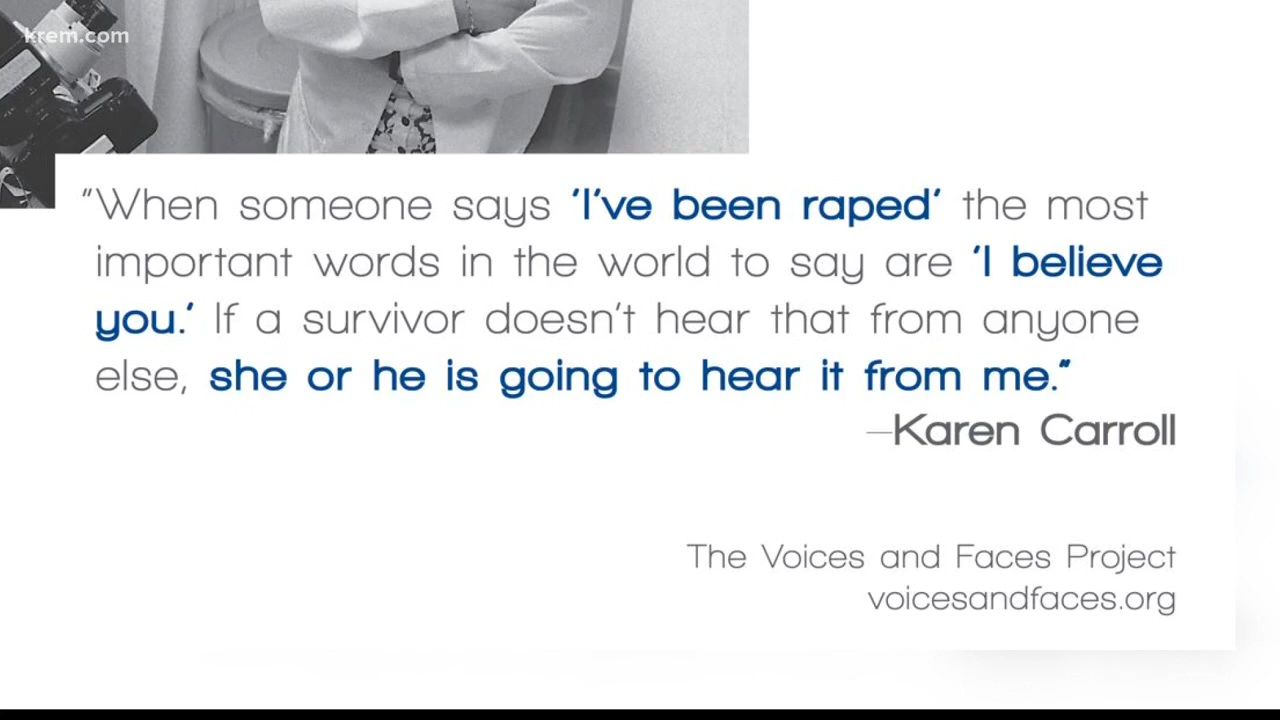 krem.com
“When someone says ‘I’ve been raped’ the most
important words in the world to say are ‘I believe
you.’ If a survivor doesn’t hear that from anyone
else, she or he is going to hear it from me.”
—Karen Carroll
The Voices and Faces Project
voicesandfaces.org